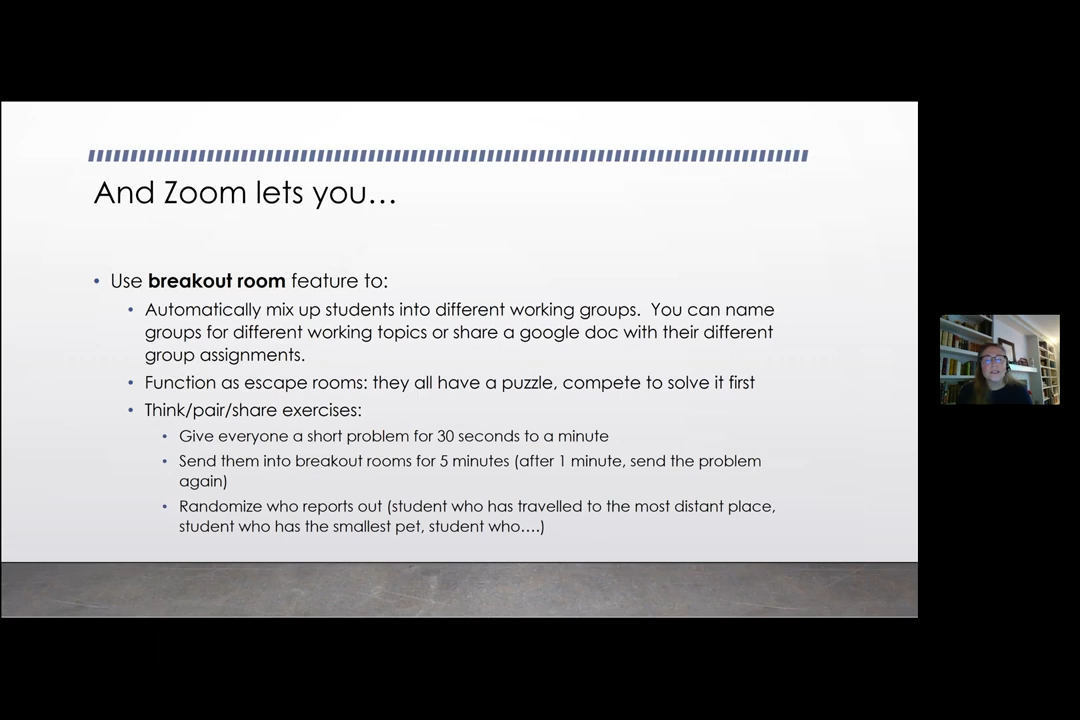 And Zoom lets you…
• Use breakout room feature to:
• Automatically mix up students into different working groups.  You can name
groups for different working topics or share a google doc with their different
group assignments.
• Function as escape rooms: they all have a puzzle, compete to solve it first
• Think/pair/share exercises:
• Give everyone a short problem for 30 seconds to a minute
• Send them into breakout rooms for 5 minutes (after 1 minute, send the problem
again)
• Randomize who reports out (student who has travelled to the most distant place,
student who has the smallest pet, student who….)